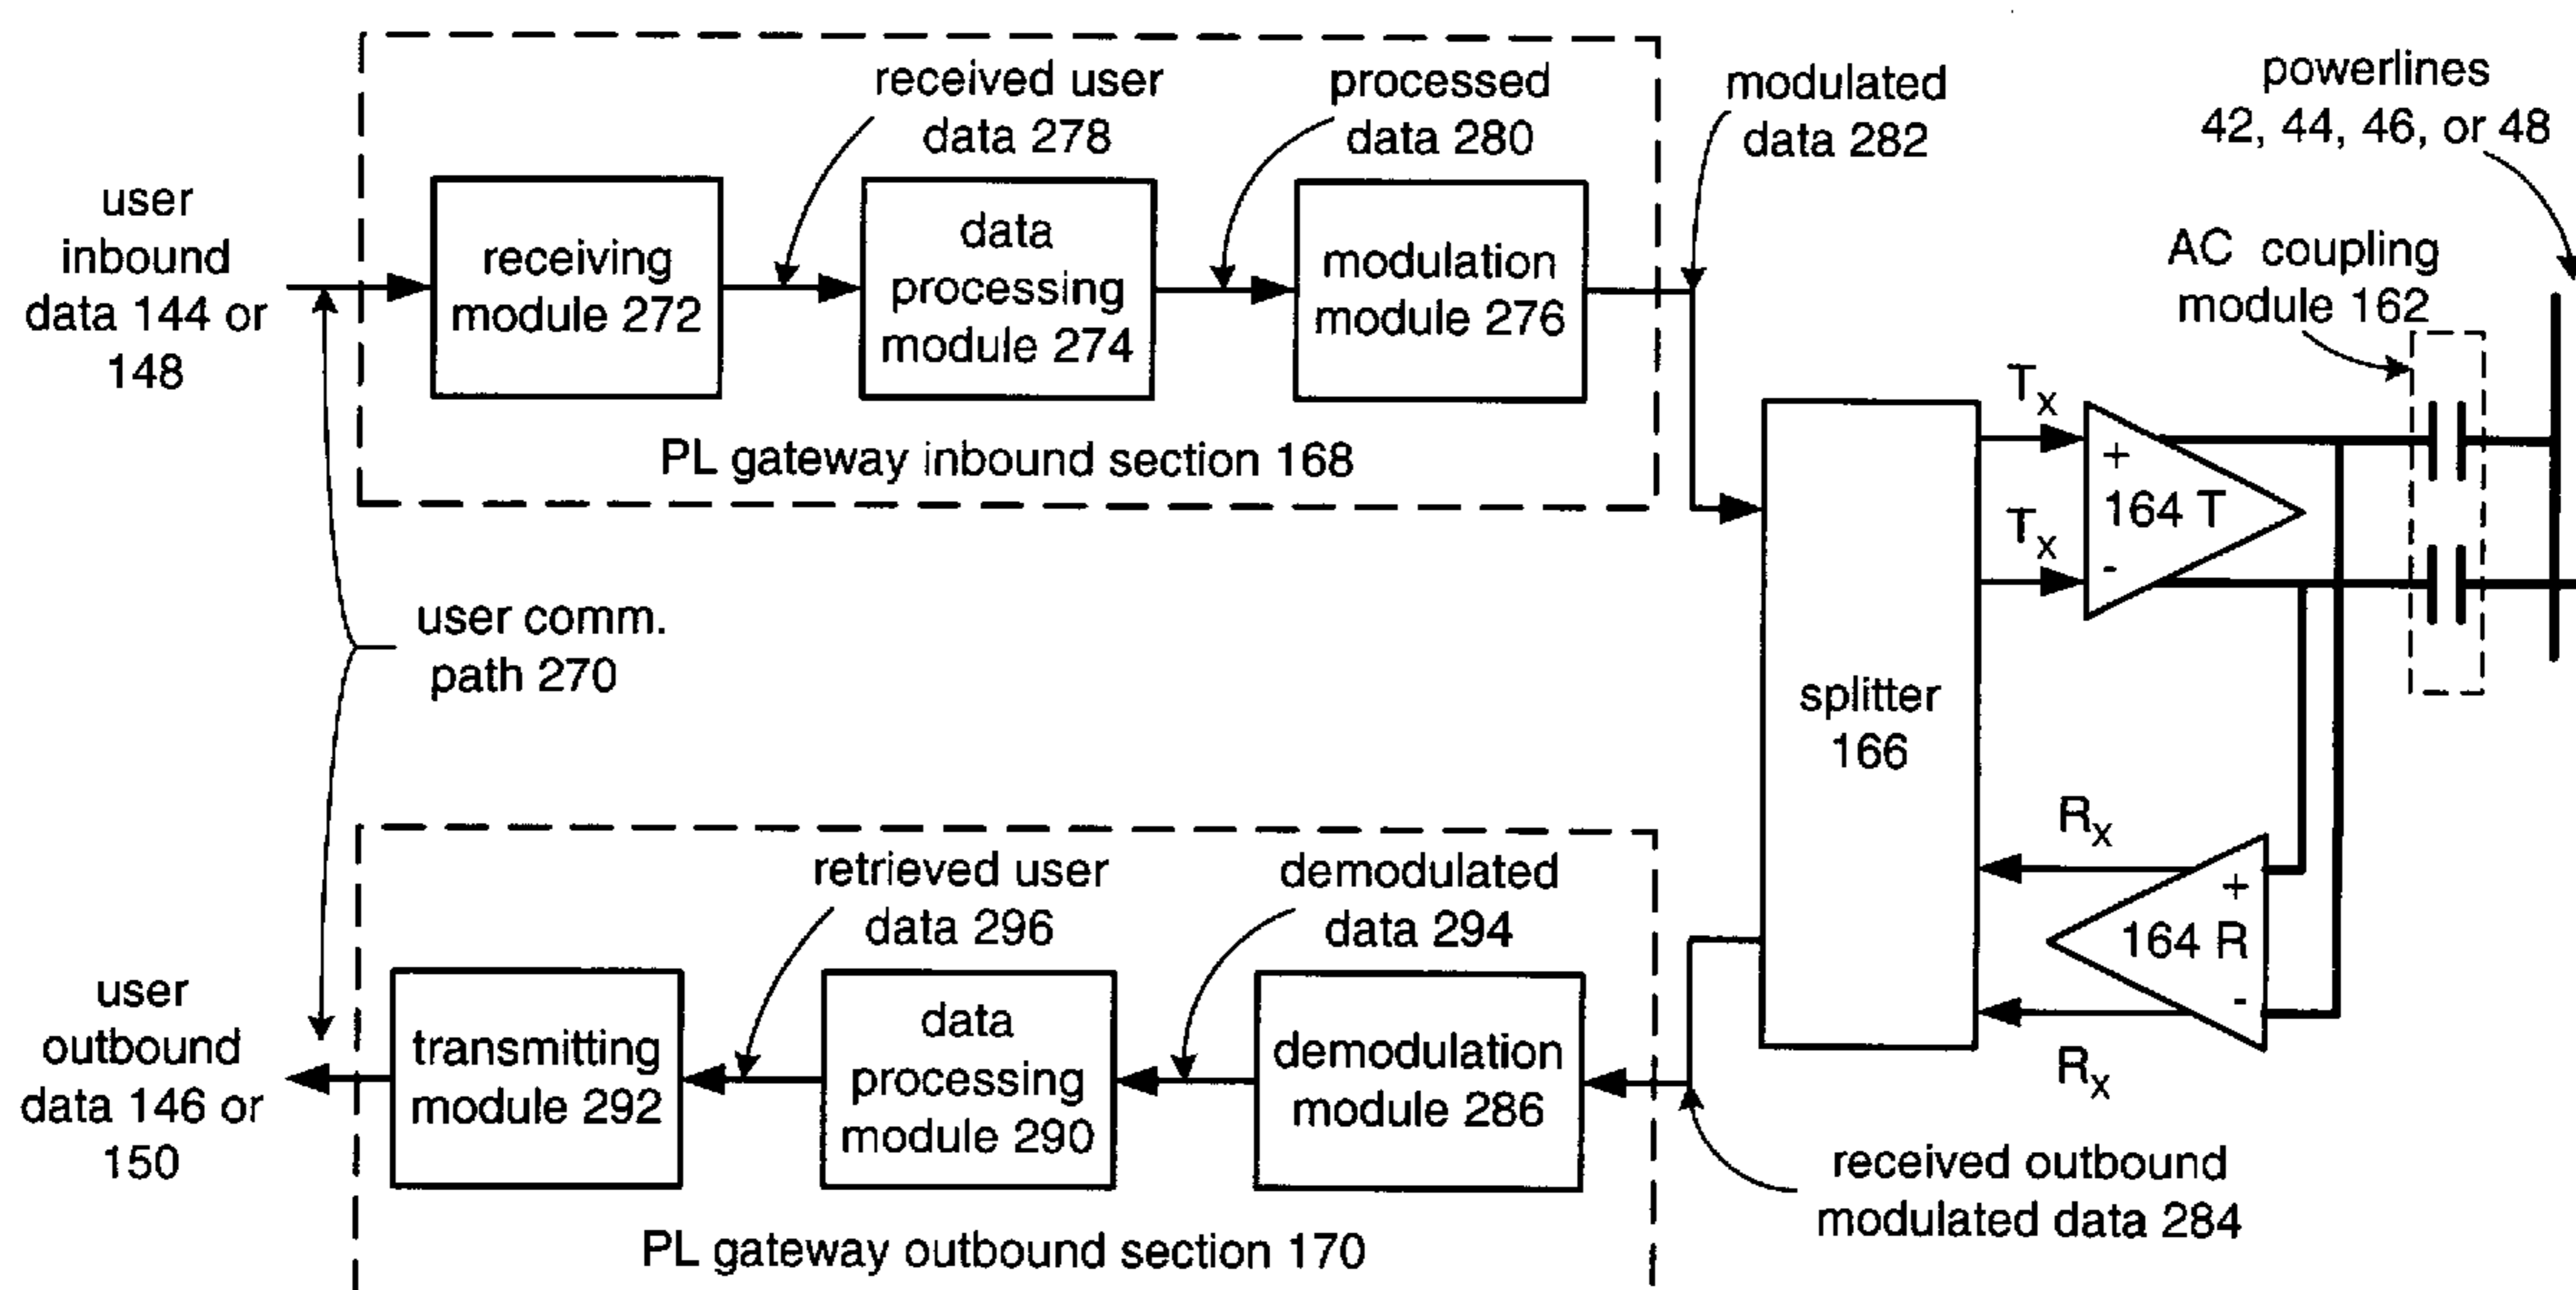 received user
data 278
processed
data 280
modulated
data 282
powerlines
42, 44, 46, or 48
user
inbound
data 144 or
148
receiving
module 272
data
processing
module 274
modulation
module 276
AC coupling
module 162
PL gateway inbound section 168
Tx
+
164 T
Tx
-
user comm.
path 270
splitter
166
Rx
+
164 R
-
Rx
retrieved user
data 296
demodulated
data 294
user
outbound
data 146 or
150
transmitting
module 292
data
processing
module 290
demodulation
module 286
received outbound
modulated data 284
PL gateway outbound section 170